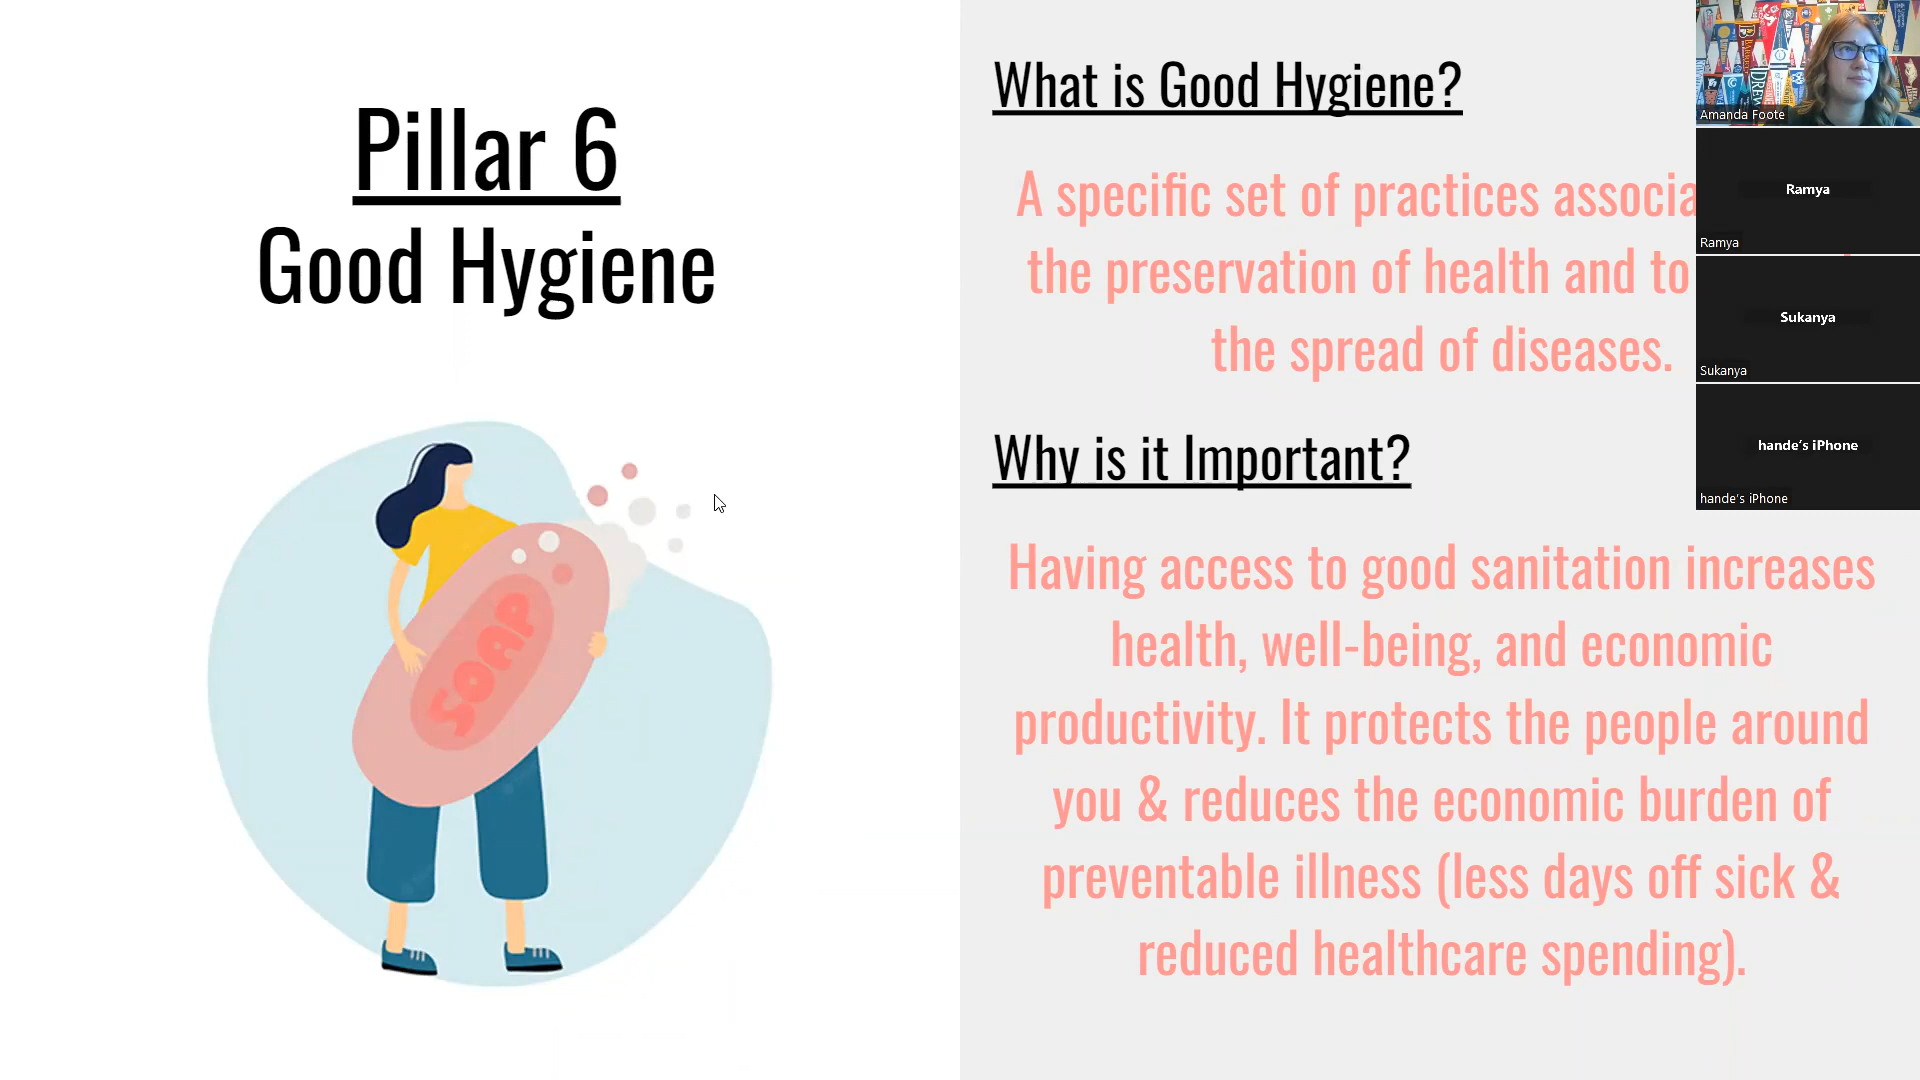 Pillar 6
Good Hygiene
SOAP
What is Good Hygiene?
A specific set of practices associa
the preservation of health and to
the spread of diseases.
Why is it Important?
Having access to good sanitation increases
health, well-being, and economic
productivity. It protects the people around
you & reduces the economic burden of
preventable illness (less days off sick &
reduced healthcare spending).
Amanda Foote
Ramya
Ramya
Sukanya
Sukanya
hande's iPhone
hande's iPhone